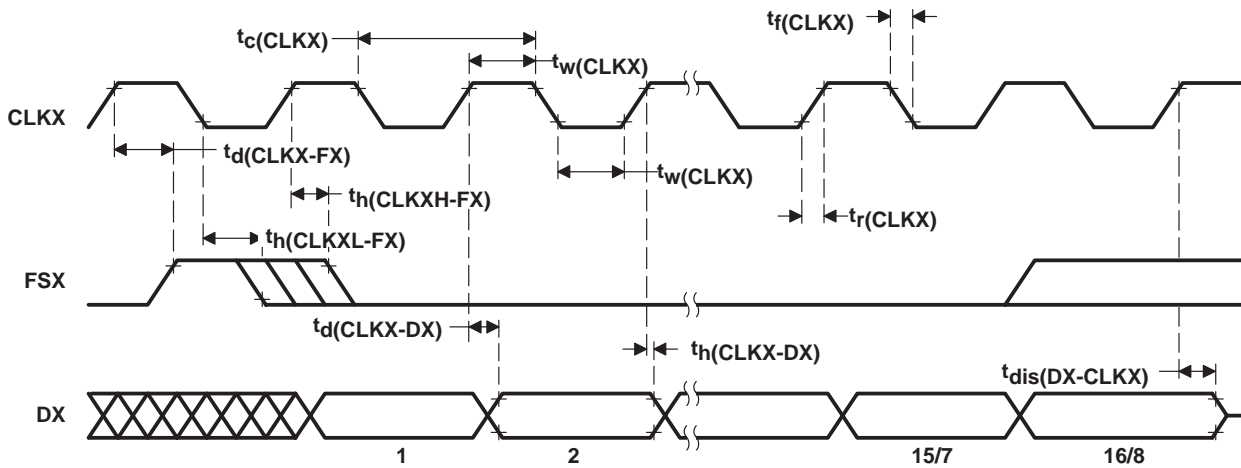 tc(CLKX)
tf(CLKX)
tw(CLKX)
CLKX
td(CLKX-FX)
tw(CLKX)
th(CLKXH-FX)
tr(CLKX)
th(CLKXL-FX)
FSX
td(CLKX-DX)
th(CLKX-DX)
tdis(DX-CLKX)
DX
1 2 15/7 16/8